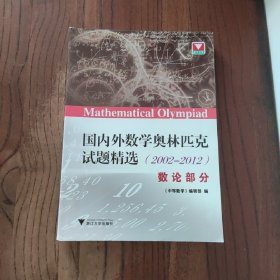 Mathematical Olympiad
国内外数学奥林匹克
试题精选（2002-2012）
数论部分
《中等数学》编辑部 编
10
浙江大学出版社